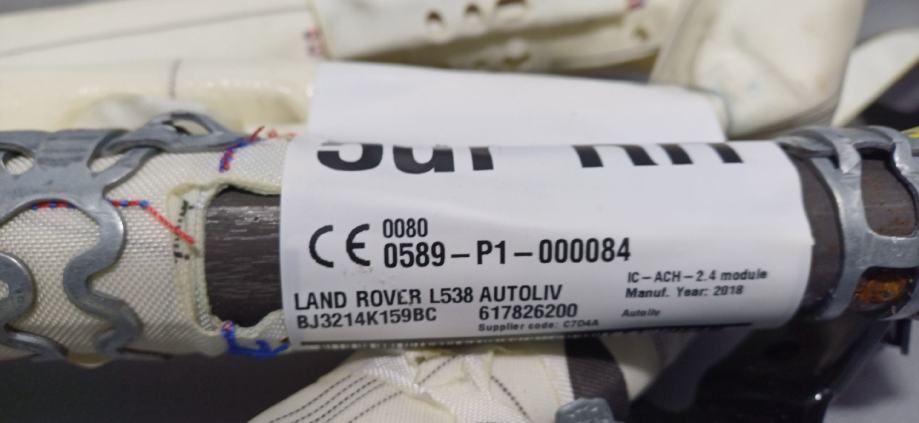 0080
CE 0589-P1-000084
IC-ACH-2.4 module
LAND ROVER L538 AUTOLIV
Manuf. Year: 2018
BJ3214K159BC 617826200
Autoliv
Supplier code: C7D4A